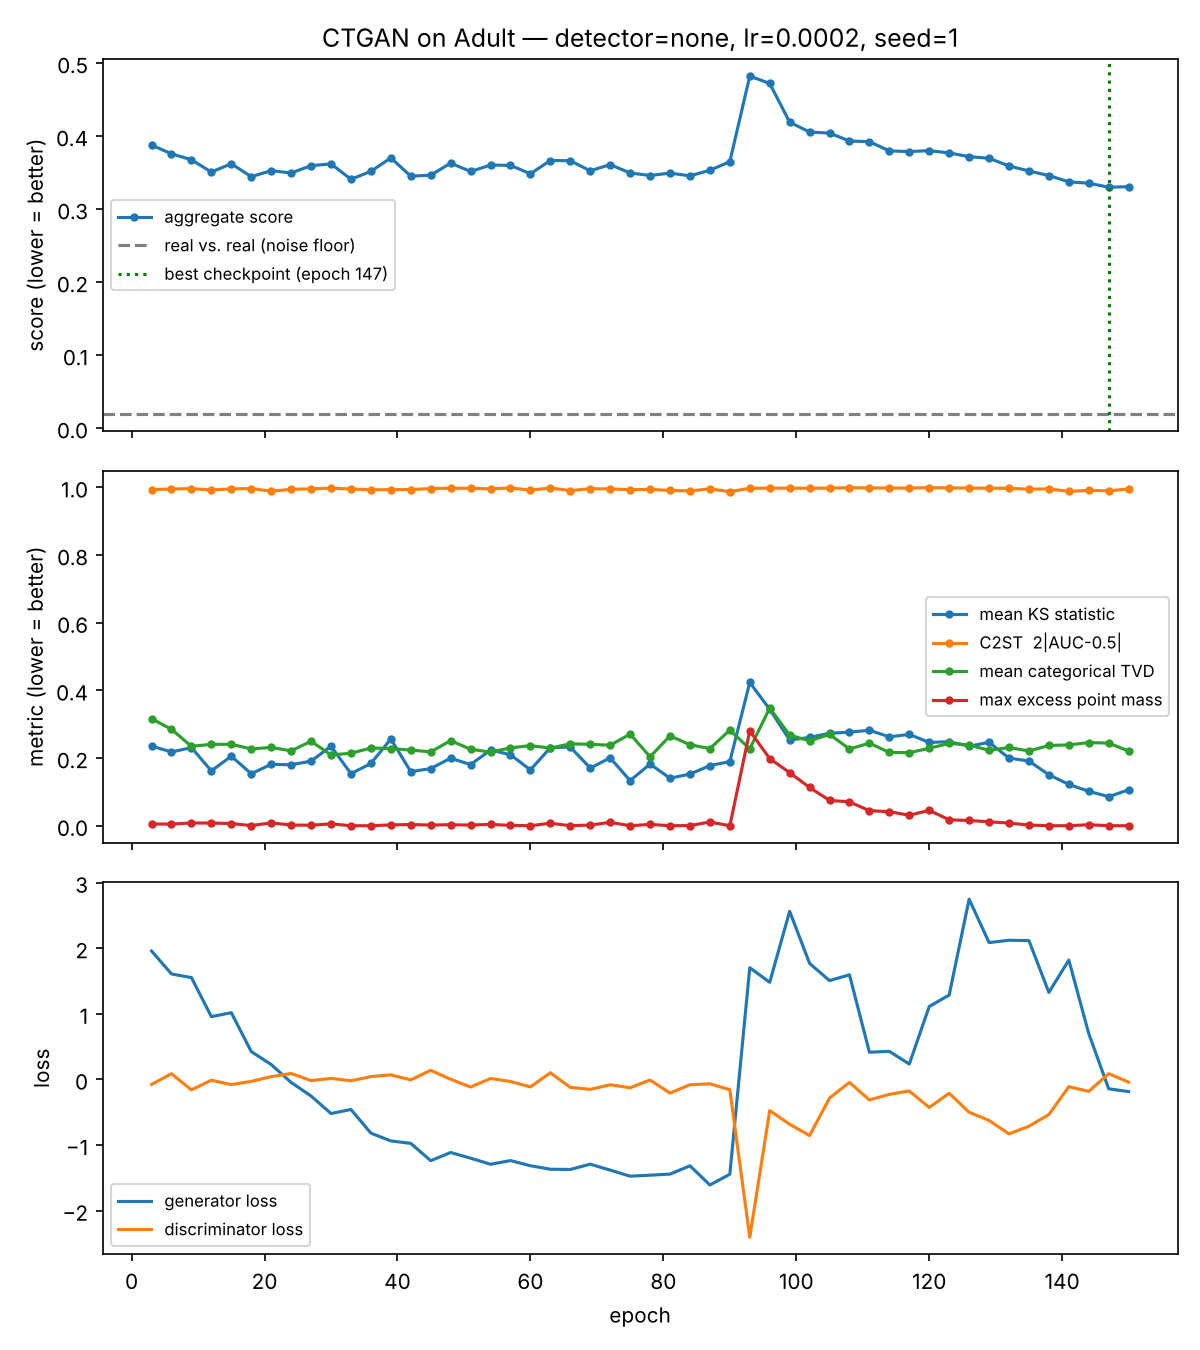 CTGAN on Adult — detector=none, lr=0.0002, seed=1
score (lower = better)
0.5
0.4
0.3
0.2
0.1
0.0
aggregate score
real vs. real (noise floor)
best checkpoint (epoch 147)
metric (lower = better)
1.0
0.8
0.6
0.4
0.2
0.0
mean KS statistic
C2ST 2|AUC-0.5|
mean categorical TVD
max excess point mass
loss
3
2
1
0
−1
−2
generator loss
discriminator loss
0 20 40 60 80 100 120 140
epoch